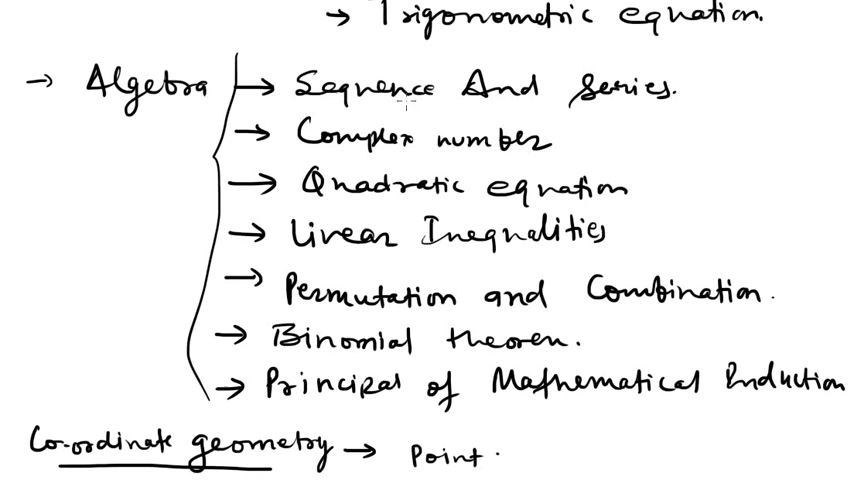 → Trigonometric equation.
→ Algebra → Sequence And Series.
→ Complex number
→ Quadratic equation
→ Linear Inequalities
→ Permutation and Combination.
→ Binomial theoren.
→ Principal of Mathematical Induction
Co-ordinate geometry → Point.